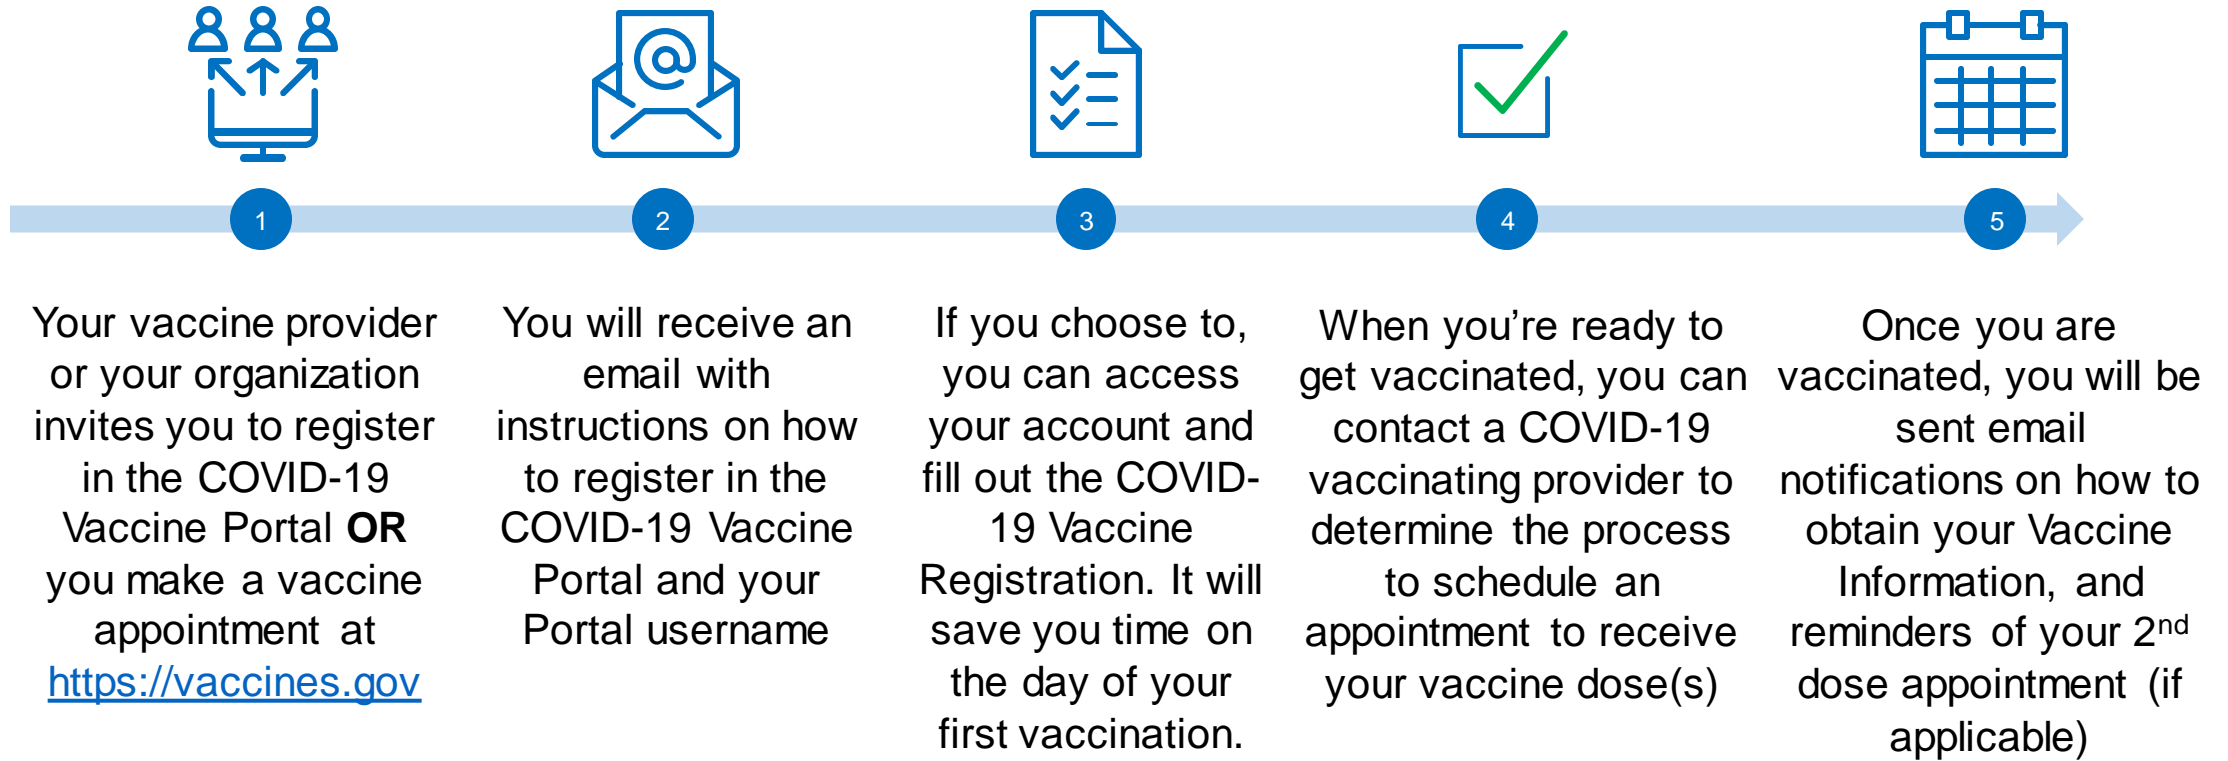 1
Your vaccine provider
or your organization
invites you to register
in the COVID-19
Vaccine Portal OR
you make a vaccine
appointment at
https://vaccines.gov
2
You will receive an
email with
instructions on how
to register in the
COVID-19 Vaccine
Portal and your
Portal username
3
If you choose to,
you can access
your account and
fill out the COVID-
19 Vaccine
Registration. It will
save you time on
the day of your
first vaccination.
4
When you’re ready to
get vaccinated, you can
contact a COVID-19
vaccinating provider to
determine the process
to schedule an
appointment to receive
your vaccine dose(s)
5
Once you are
vaccinated, you will be
sent email
notifications on how to
obtain your Vaccine
Information, and
reminders of your 2nd
dose appointment (if
applicable)